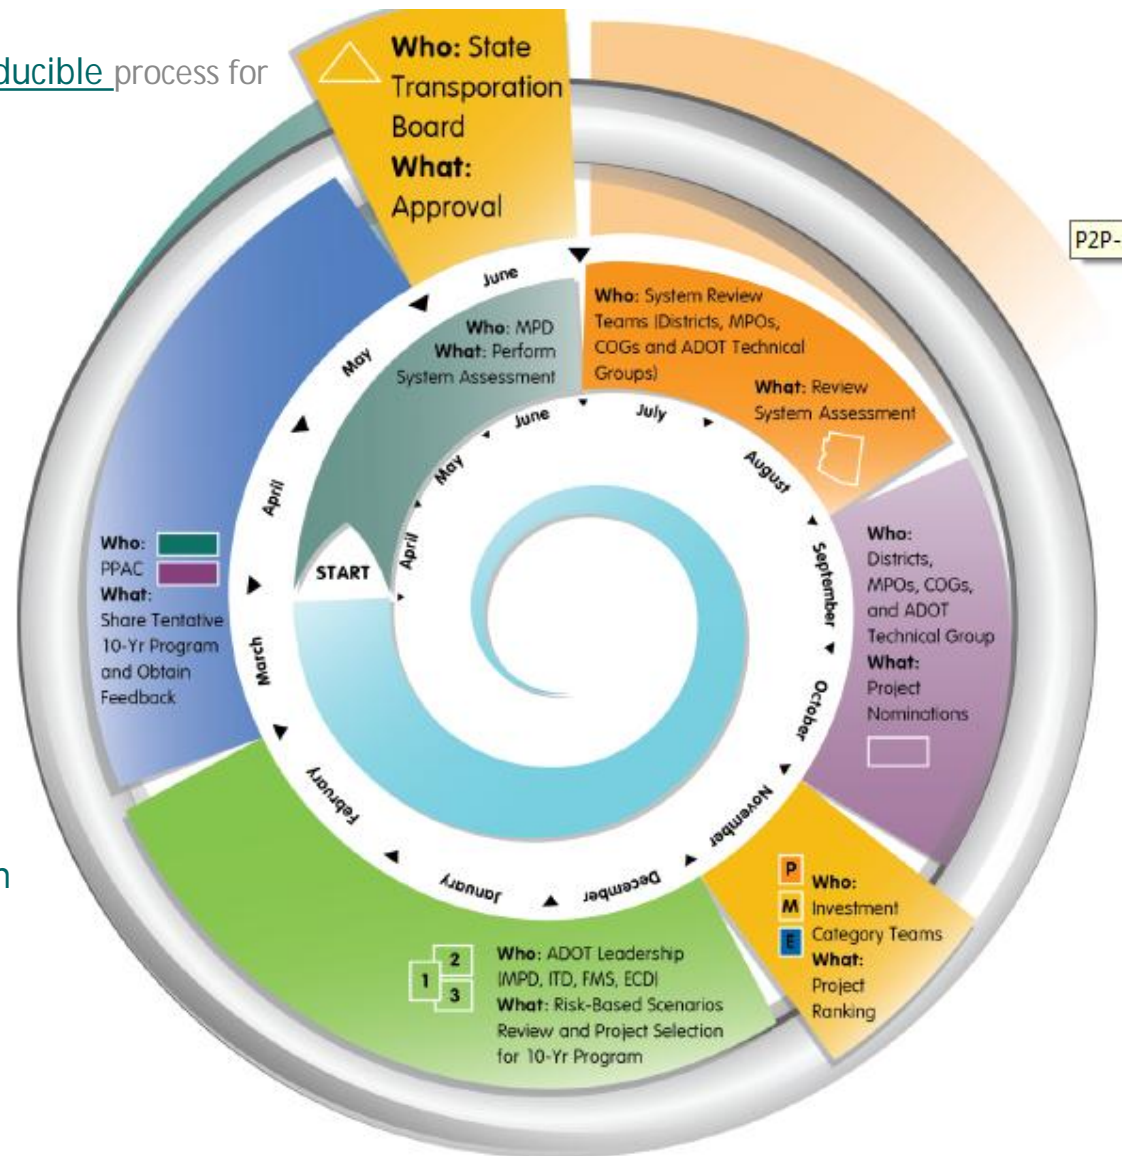 ducible process for
Who: State
Transporation
Board
What:
Approval
P2P-
Who: MPD
What: Perform
System Assessment
Who: System Review
Teams (Districts, MPOs,
COGs and ADOT Technical
Groups)
What: Review
System Assessment
Who:
Districts,
MPOs, COGs,
and ADOT
Technical Group
What:
Project
Nominations
P
M
E
Who:
Investment
Category Teams
What:
Project
Ranking
1
2
3
Who: ADOT Leadership
(MPD, ITD, FMS, ECD)
What: Risk-Based Scenarios
Review and Project Selection
for 10-Yr Program
Who:
PPAC
What:
Share Tentative
10-Yr Program
and Obtain
Feedback
START
April
May
June
July
August
September
October
November
December
January
February
March
April
May
June
n